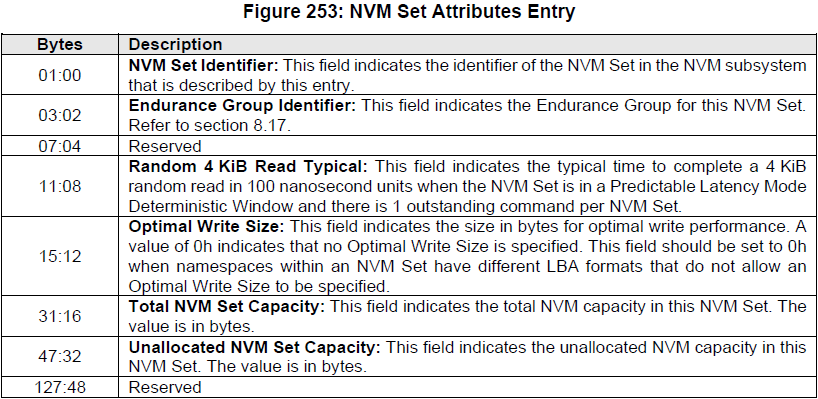 Figure 253: NVM Set Attributes Entry
Bytes Description
01:00 NVM Set Identifier: This field indicates the identifier of the NVM Set in the NVM subsystem
that is described by this entry.
03:02 Endurance Group Identifier: This field indicates the Endurance Group for this NVM Set.
Refer to section 8.17.
07:04 Reserved
11:08 Random 4 KiB Read Typical: This field indicates the typical time to complete a 4 KiB
random read in 100 nanosecond units when the NVM Set is in a Predictable Latency Mode
Deterministic Window and there is 1 outstanding command per NVM Set.
15:12 Optimal Write Size: This field indicates the size in bytes for optimal write performance. A
value of 0h indicates that no Optimal Write Size is specified. This field should be set to 0h
when namespaces within an NVM Set have different LBA formats that do not allow an
Optimal Write Size to be specified.
31:16 Total NVM Set Capacity: This field indicates the total NVM capacity in this NVM Set. The
value is in bytes.
47:32 Unallocated NVM Set Capacity: This field indicates the unallocated NVM capacity in this
NVM Set. The value is in bytes.
127:48 Reserved